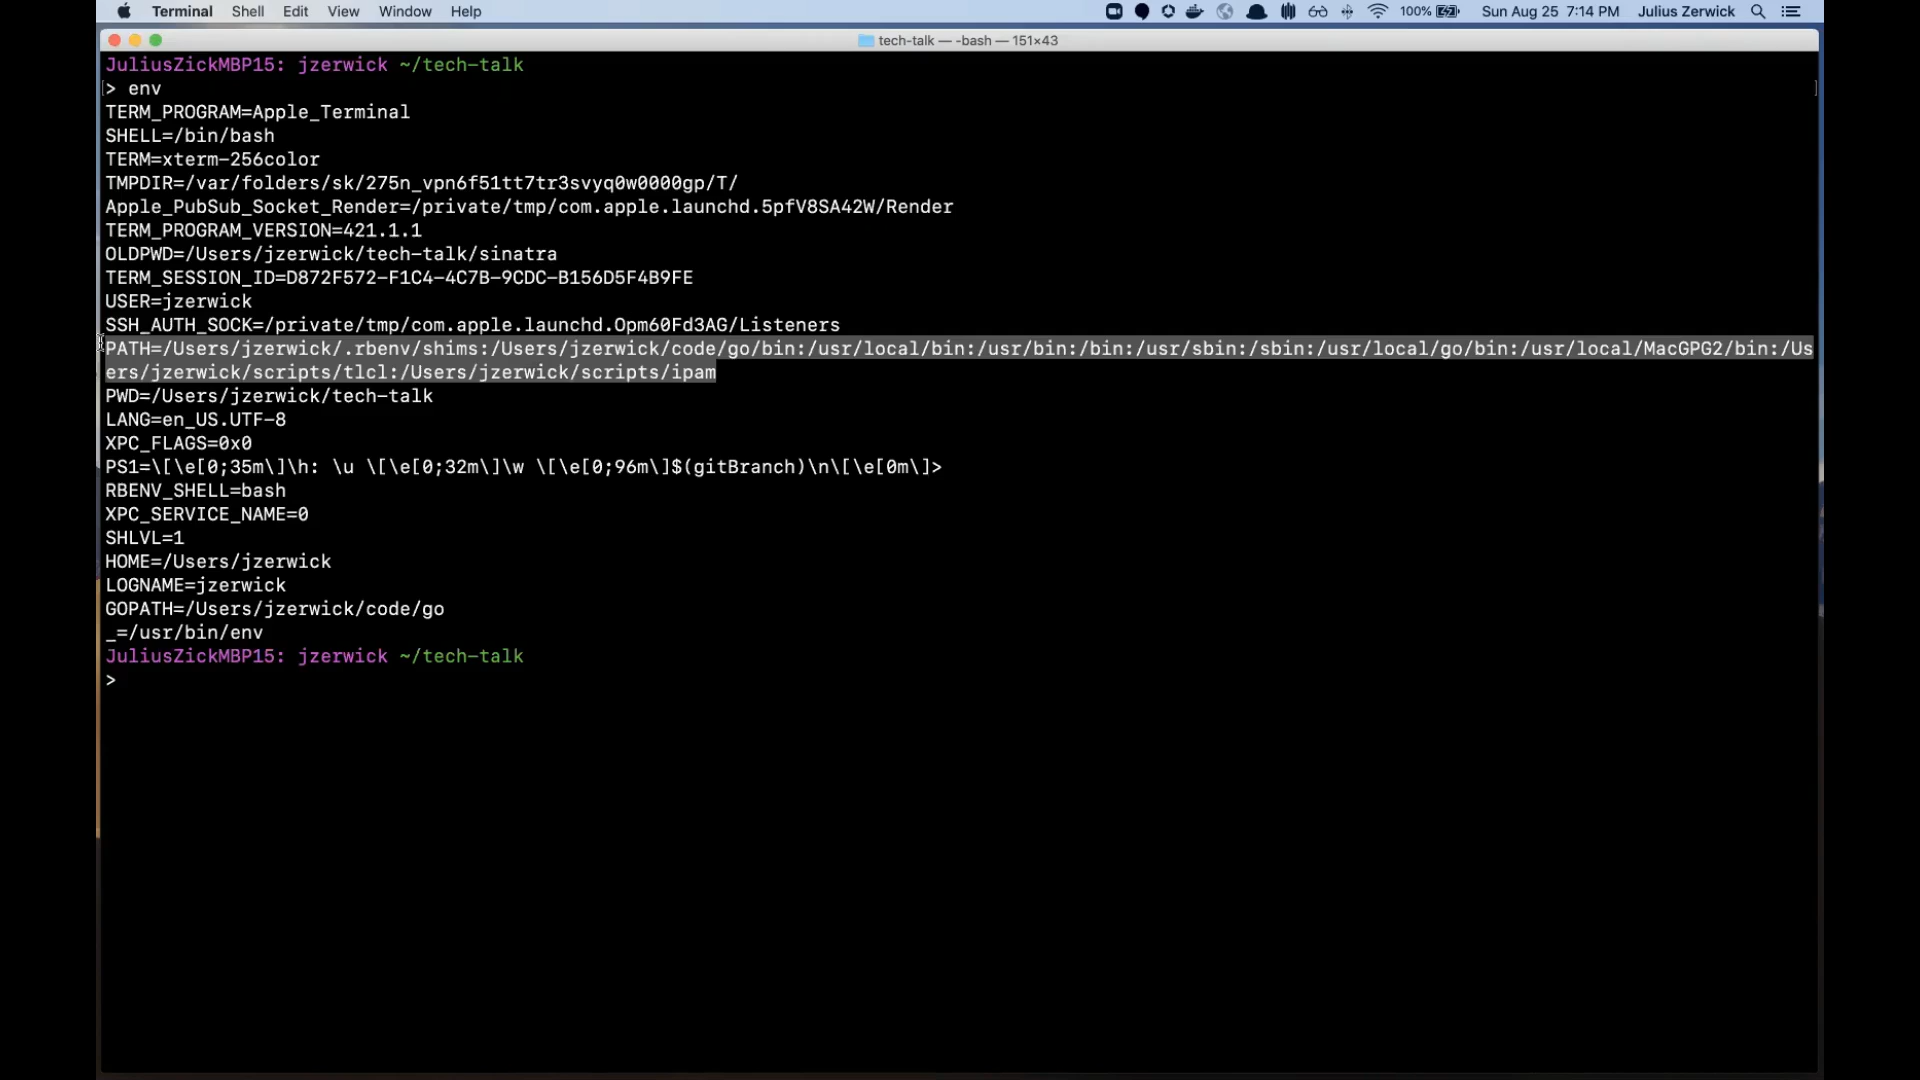 Terminal Shell Edit View Window Help 100% Sun Aug 25 7:14 PM Julius Zerwick
tech-talk — -bash — 151×43
JuliusZickMBP15: jzerwick ~/tech-talk
[> env ]
TERM_PROGRAM=Apple_Terminal
SHELL=/bin/bash
TERM=xterm-256color
TMPDIR=/var/folders/sk/275n_vpn6f51tt7tr3svyq0w0000gp/T/
Apple_PubSub_Socket_Render=/private/tmp/com.apple.launchd.5pfV8SA42W/Render
TERM_PROGRAM_VERSION=421.1.1
OLDPWD=/Users/jzerwick/tech-talk/sinatra
TERM_SESSION_ID=D872F572-F1C4-4C7B-9CDC-B156D5F4B9FE
USER=jzerwick
SSH_AUTH_SOCK=/private/tmp/com.apple.launchd.Opm60Fd3AG/Listeners
PATH=/Users/jzerwick/.rbenv/shims:/Users/jzerwick/code/go/bin:/usr/local/bin:/usr/bin:/bin:/usr/sbin:/sbin:/usr/local/go/bin:/usr/local/MacGPG2/bin:/Us
ers/jzerwick/scripts/tlcl:/Users/jzerwick/scripts/ipam
PWD=/Users/jzerwick/tech-talk
LANG=en_US.UTF-8
XPC_FLAGS=0x0
PS1=\[\e[0;35m\]\h: \u \[\e[0;32m\]\w \[\e[0;96m\]$(gitBranch)\n\[\e[0m\]>
RBENV_SHELL=bash
XPC_SERVICE_NAME=0
SHLVL=1
HOME=/Users/jzerwick
LOGNAME=jzerwick
GOPATH=/Users/jzerwick/code/go
_=/usr/bin/env
JuliusZickMBP15: jzerwick ~/tech-talk
>